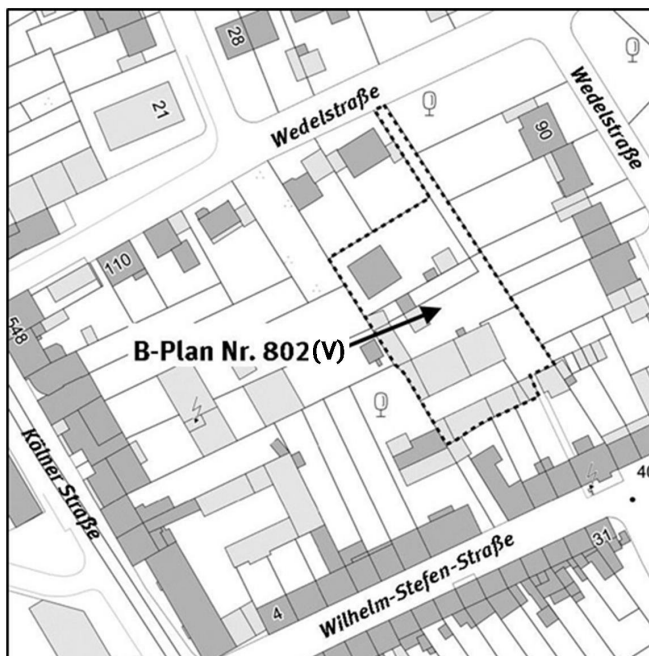 28
21
Wedelstraße
Wedelstraße
90
110
548
B-Plan Nr. 802(V)
Kölner Straße
40
31
Wilhelm-Stefen-Straße
4